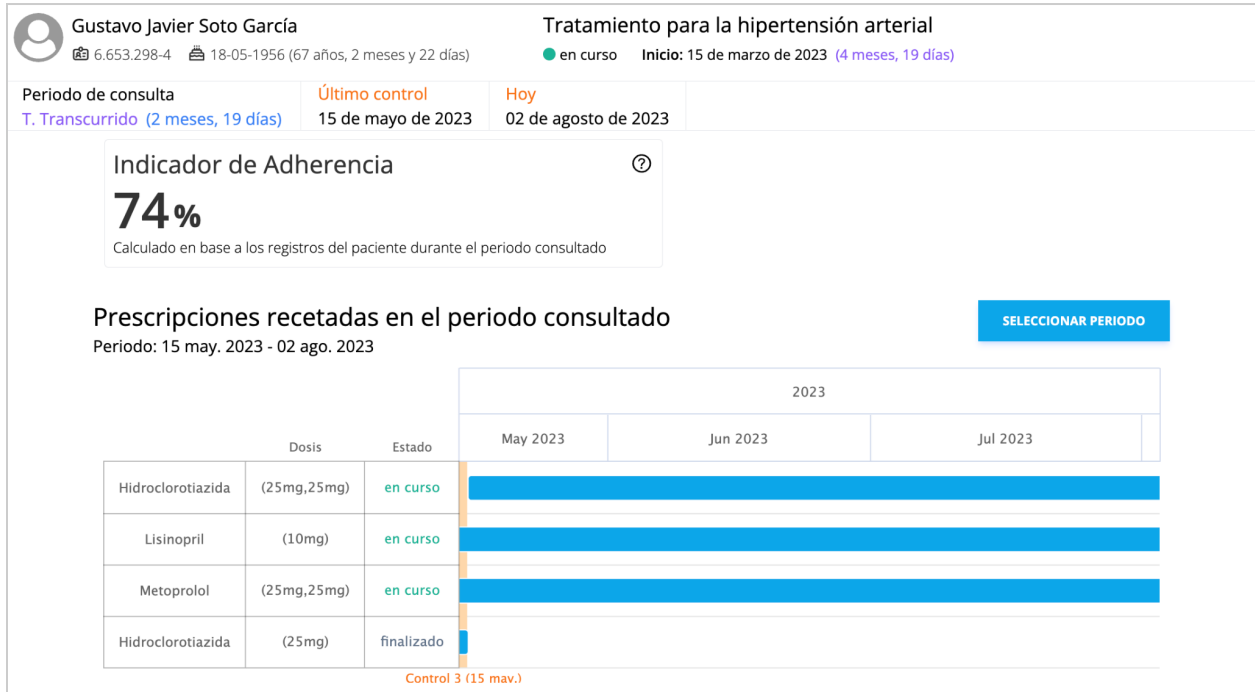 Gustavo Javier Soto García
6.653.298-4 18-05-1956 (67 años, 2 meses y 22 días)
Tratamiento para la hipertensión arterial
en curso Inicio: 15 de marzo de 2023 (4 meses, 19 días)
Periodo de consulta
T. Transcurrido (2 meses, 19 días)
Último control
15 de mayo de 2023
Hoy
02 de agosto de 2023
Indicador de Adherencia ?
74%
Calculado en base a los registros del paciente durante el periodo consultado
Prescripciones recetadas en el periodo consultado
Periodo: 15 may. 2023 - 02 ago. 2023
SELECCIONAR PERIODO
2023
Dosis Estado May 2023 Jun 2023 Jul 2023
Hidroclorotiazida (25mg,25mg) en curso
Lisinopril (10mg) en curso
Metoprolol (25mg,25mg) en curso
Hidroclorotiazida (25mg) finalizado
Control 3 (15 may.)